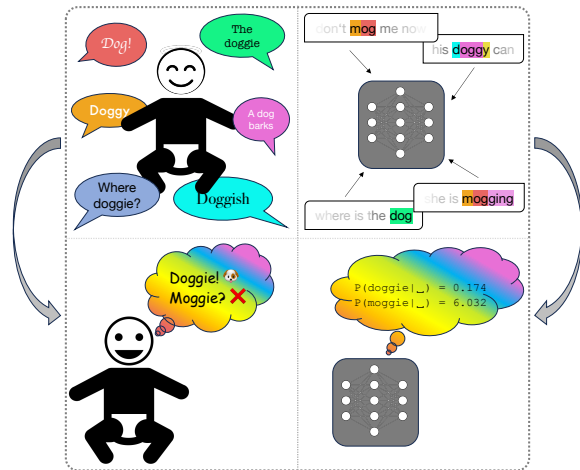 Dog!
The
doggie
Doggy
A dog
barks
Where
doggie?
Doggish
don't mog me now
his doggy can
where is the dog
she is mogging
Doggie! 🐶
Moggie? ❌
P(doggie|_) = 0.174
P(moggie|_) = 6.032